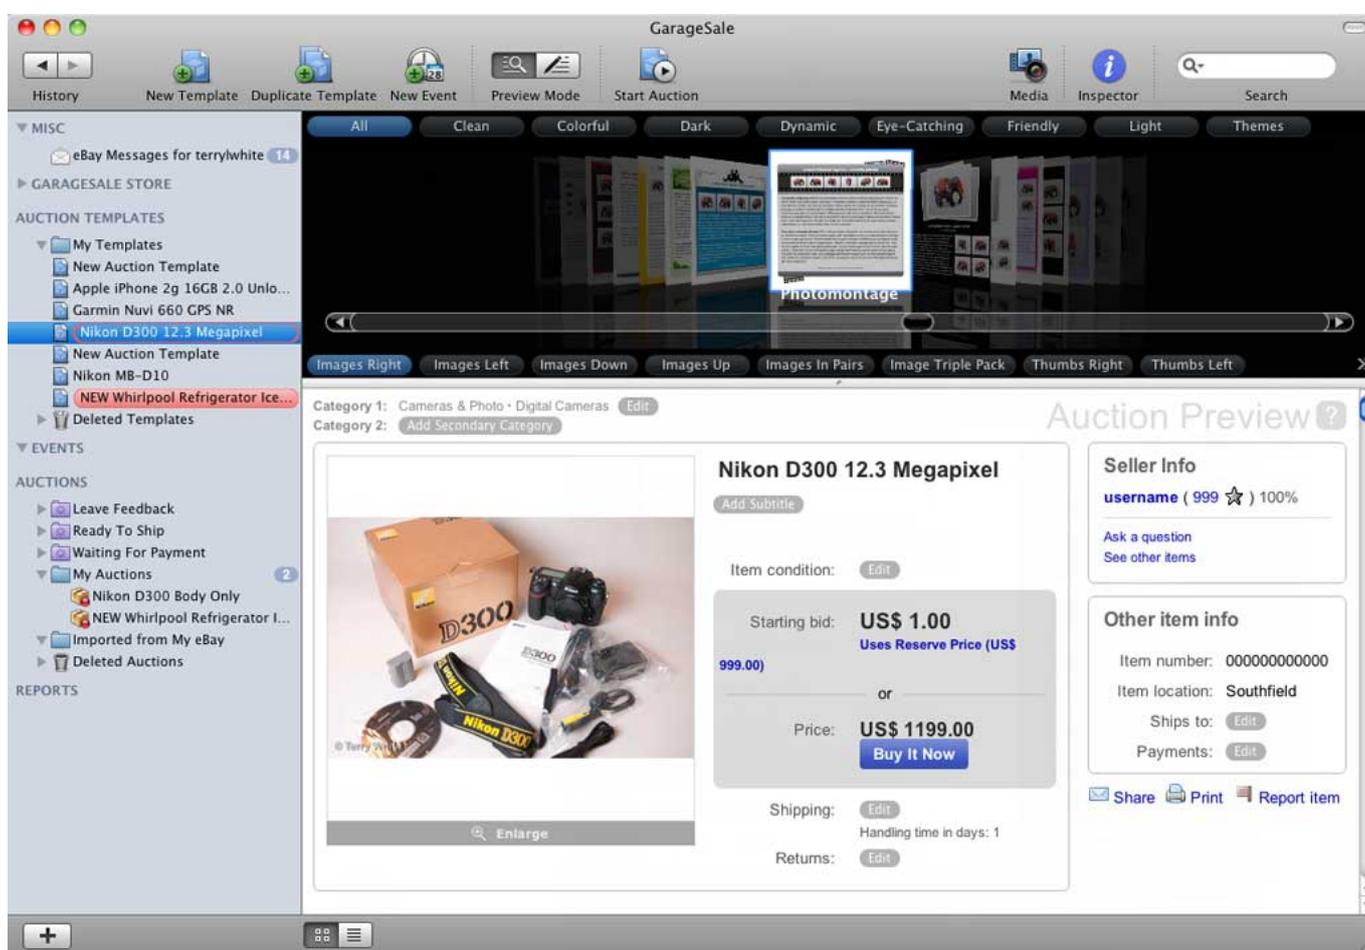 GarageSale
History
New Template
Duplicate Template
New Event
28
Preview Mode
Start Auction
Media
Inspector
Search
MISC
eBay Messages for terrylwhite 14
GARAGESALE STORE
AUCTION TEMPLATES
My Templates
New Auction Template
Apple iPhone 2g 16GB 2.0 Unlo...
Garmin Nuvi 660 GPS NR
Nikon D300 12.3 Megapixel
New Auction Template
Nikon MB-D10
NEW Whirlpool Refrigerator Ice...
Deleted Templates
EVENTS
AUCTIONS
Leave Feedback
Ready To Ship
Waiting For Payment
My Auctions 2
Nikon D300 Body Only
NEW Whirlpool Refrigerator I...
Imported from My eBay
Deleted Auctions
REPORTS
All Clean Colorful Dark Dynamic Eye-Catching Friendly Light Themes
Photomontage
Images Right Images Left Images Down Images Up Images In Pairs Image Triple Pack Thumbs Right Thumbs Left
Category 1: Cameras & Photo · Digital Cameras Edit
Category 2: Add Secondary Category
Auction Preview ?
D300
Nikon
D300
Nikon
Nikon D300
© Terry
Enlarge
Nikon D300 12.3 Megapixel
Add Subtitle
Item condition: Edit
Starting bid: US$ 1.00
Uses Reserve Price (US$
999.00)
or
Price: US$ 1199.00
Buy It Now
Shipping: Edit
Handling time in days: 1
Returns: Edit
Seller Info
username ( 999 ) 100%
Ask a question
See other items
Other item info
Item number: 000000000000
Item location: Southfield
Ships to: Edit
Payments: Edit
Share Print Report item